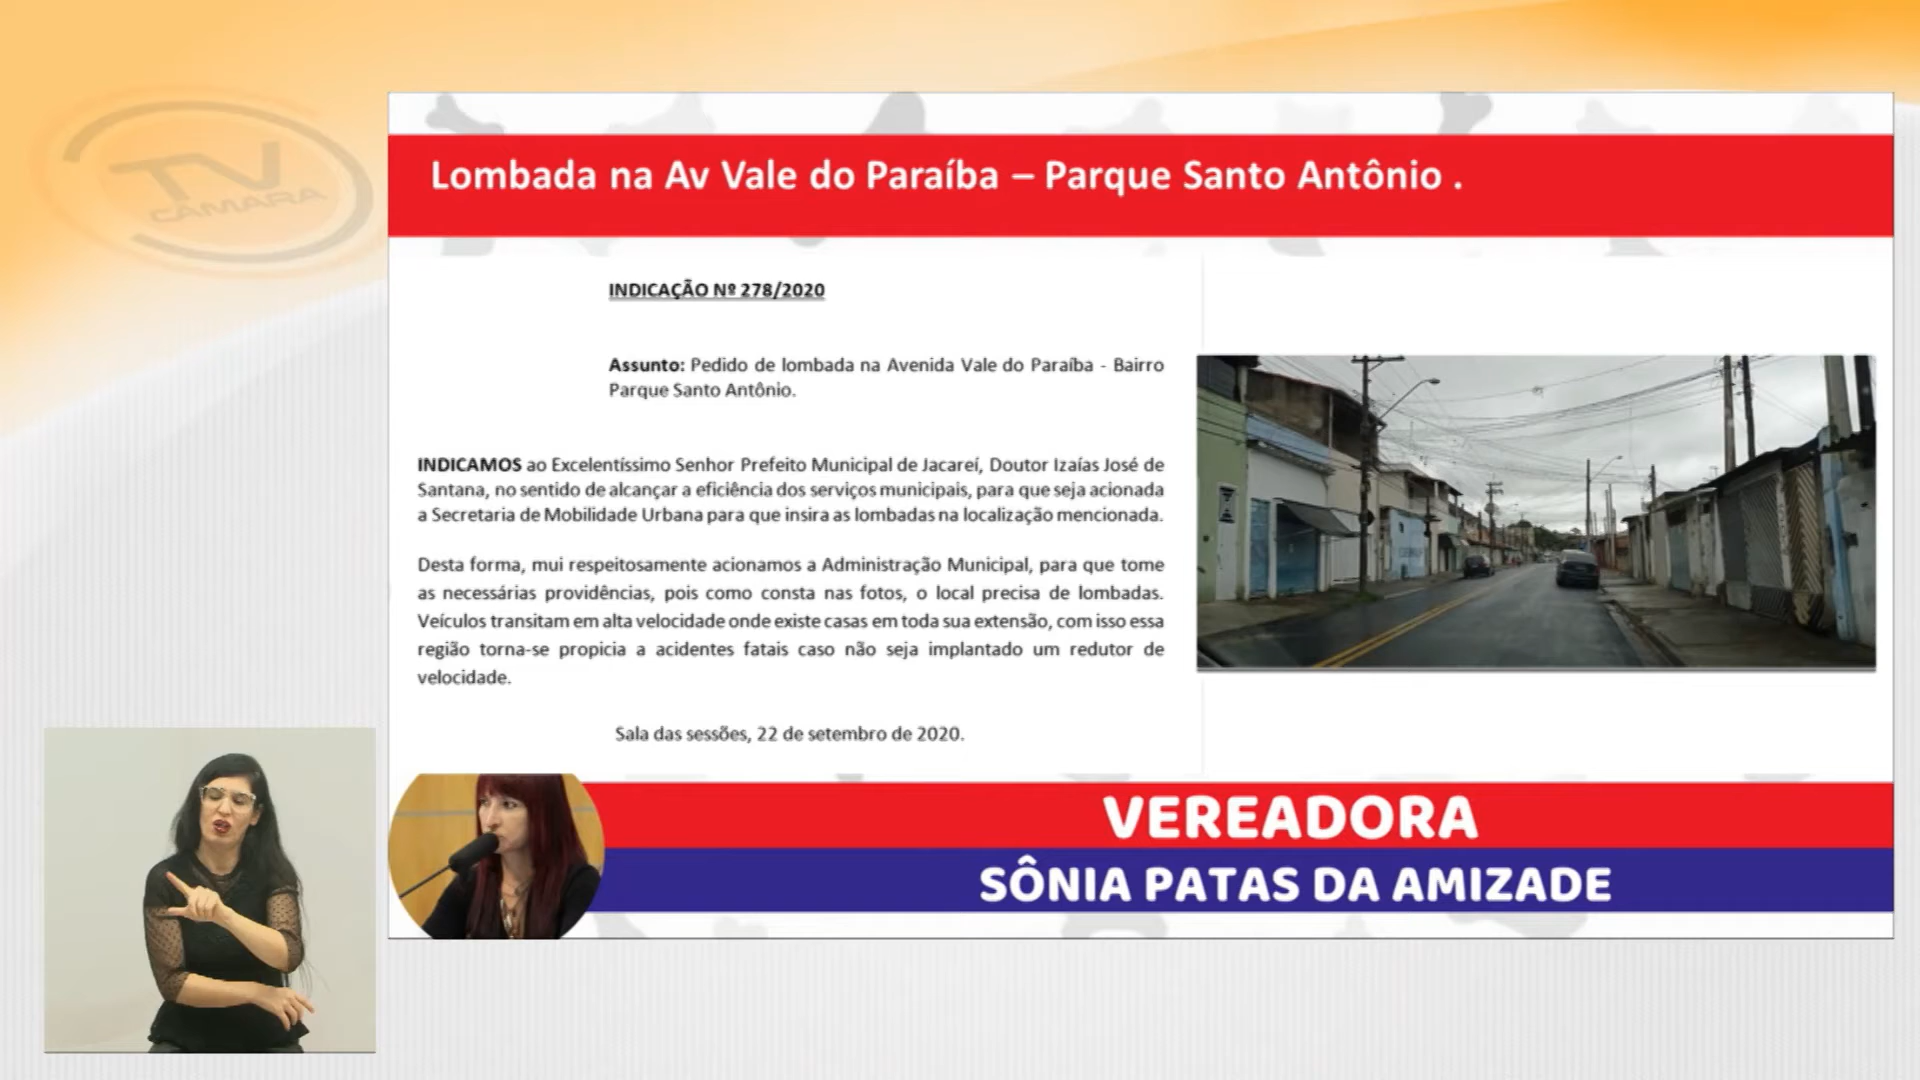 TV
CÂMARA
Lombada na Av Vale do Paraíba – Parque Santo Antônio .
INDICAÇÃO Nº 278/2020
Assunto: Pedido de lombada na Avenida Vale do Paraíba - Bairro
Parque Santo Antônio.
INDICAMOS ao Excelentíssimo Senhor Prefeito Municipal de Jacareí, Doutor Izaías José de
Santana, no sentido de alcançar a eficiência dos serviços municipais, para que seja acionada
a Secretaria de Mobilidade Urbana para que insira as lombadas na localização mencionada.
Desta forma, mui respeitosamente acionamos a Administração Municipal, para que tome
as necessárias providências, pois como consta nas fotos, o local precisa de lombadas.
Veículos transitam em alta velocidade onde existe casas em toda sua extensão, com isso essa
região torna-se propicia a acidentes fatais caso não seja implantado um redutor de
velocidade.
Sala das sessões, 22 de setembro de 2020.
VEREADORA
SÔNIA PATAS DA AMIZADE